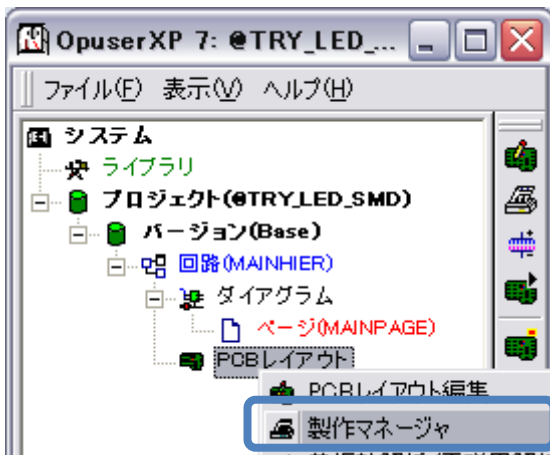 OpuserXP 7: @TRY_LED_...
ファイル(F) 表示(V) ヘルプ(H)
システム
ライブラリ
プロジェクト(@TRY_LED_SMD)
バージョン(Base)
回路(MAINHIER)
ダイアグラム
ページ(MAINPAGE)
PCBレイアウト
PCBレイアウト編集
製作マネージャ